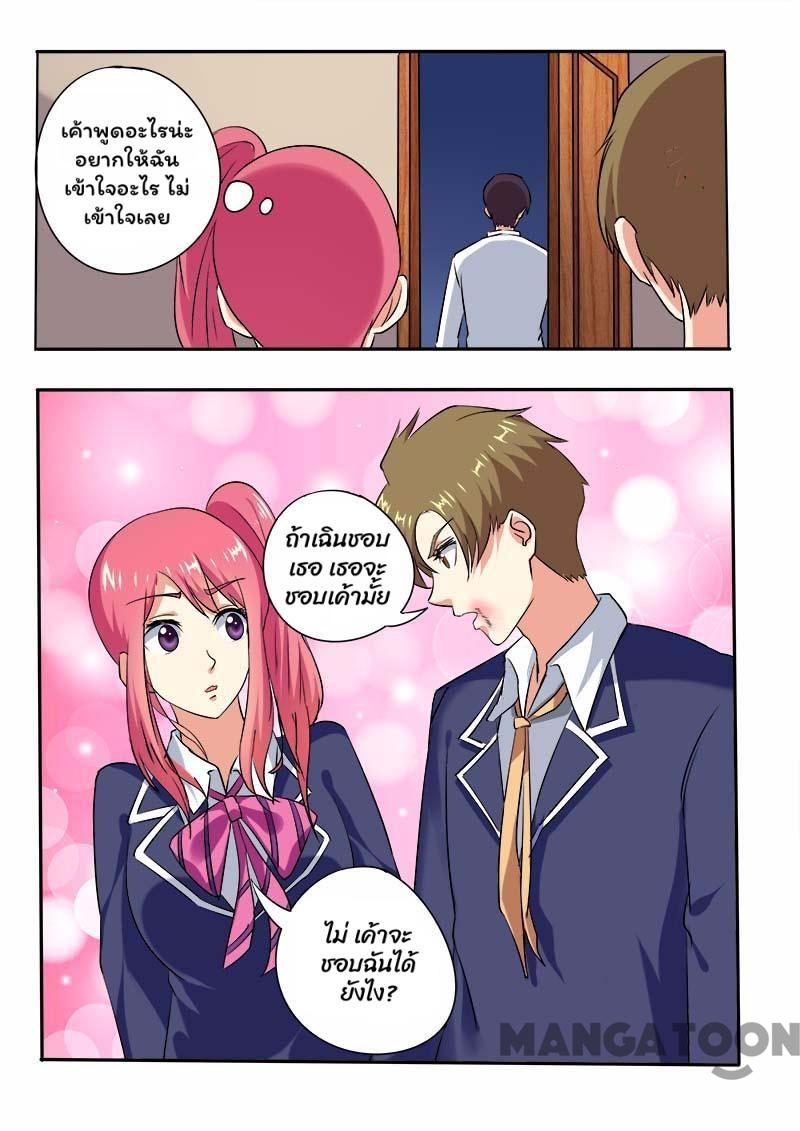 เค้าพูดอะไรน่ะ
อยากให้ฉัน
เข้าใจอะไร ไม่
เข้าใจเลย
ถ้าเฉินชอบ
เธอ เธอจะ
ชอบเค้ามั้ย
ไม่ เค้าจะ
ชอบฉันได้
ยังไง?
MANGATOON